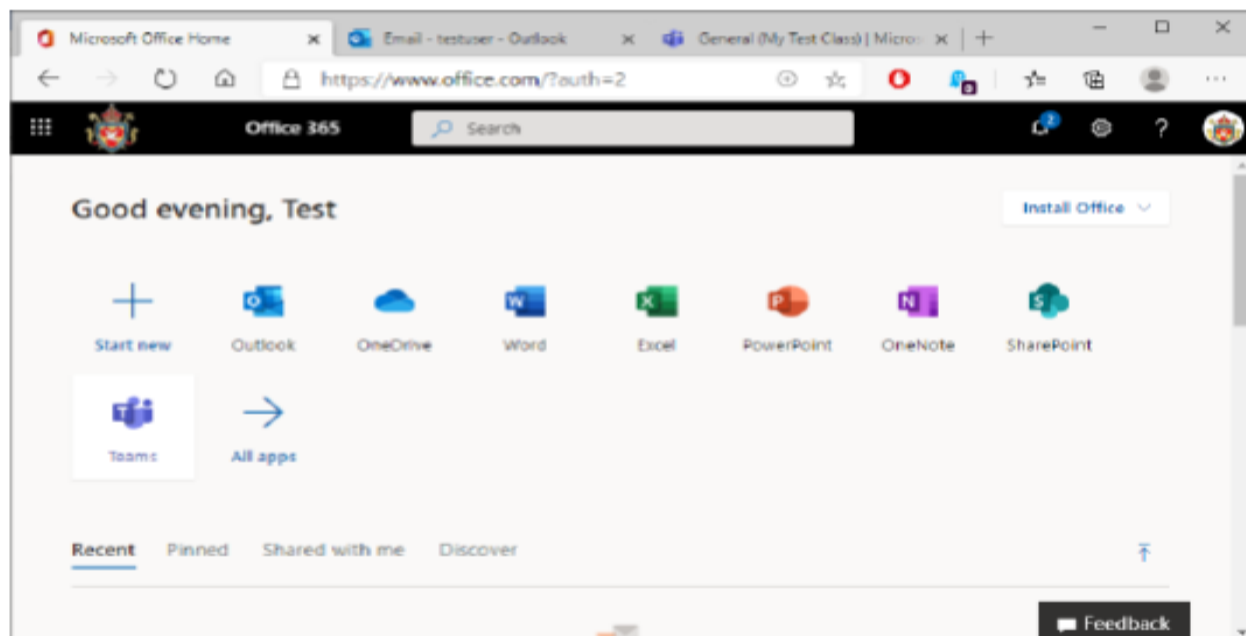 Microsoft Office Home Email - testuser - Outlook General (My Test Class) | Micros
https://www.office.com/?auth=2
Office 365 Search 2 ?
Good evening, Test Install Office
Start new Outlook OneDrive Word Excel PowerPoint OneNote SharePoint
Teams All apps
Recent Pinned Shared with me Discover
Feedback